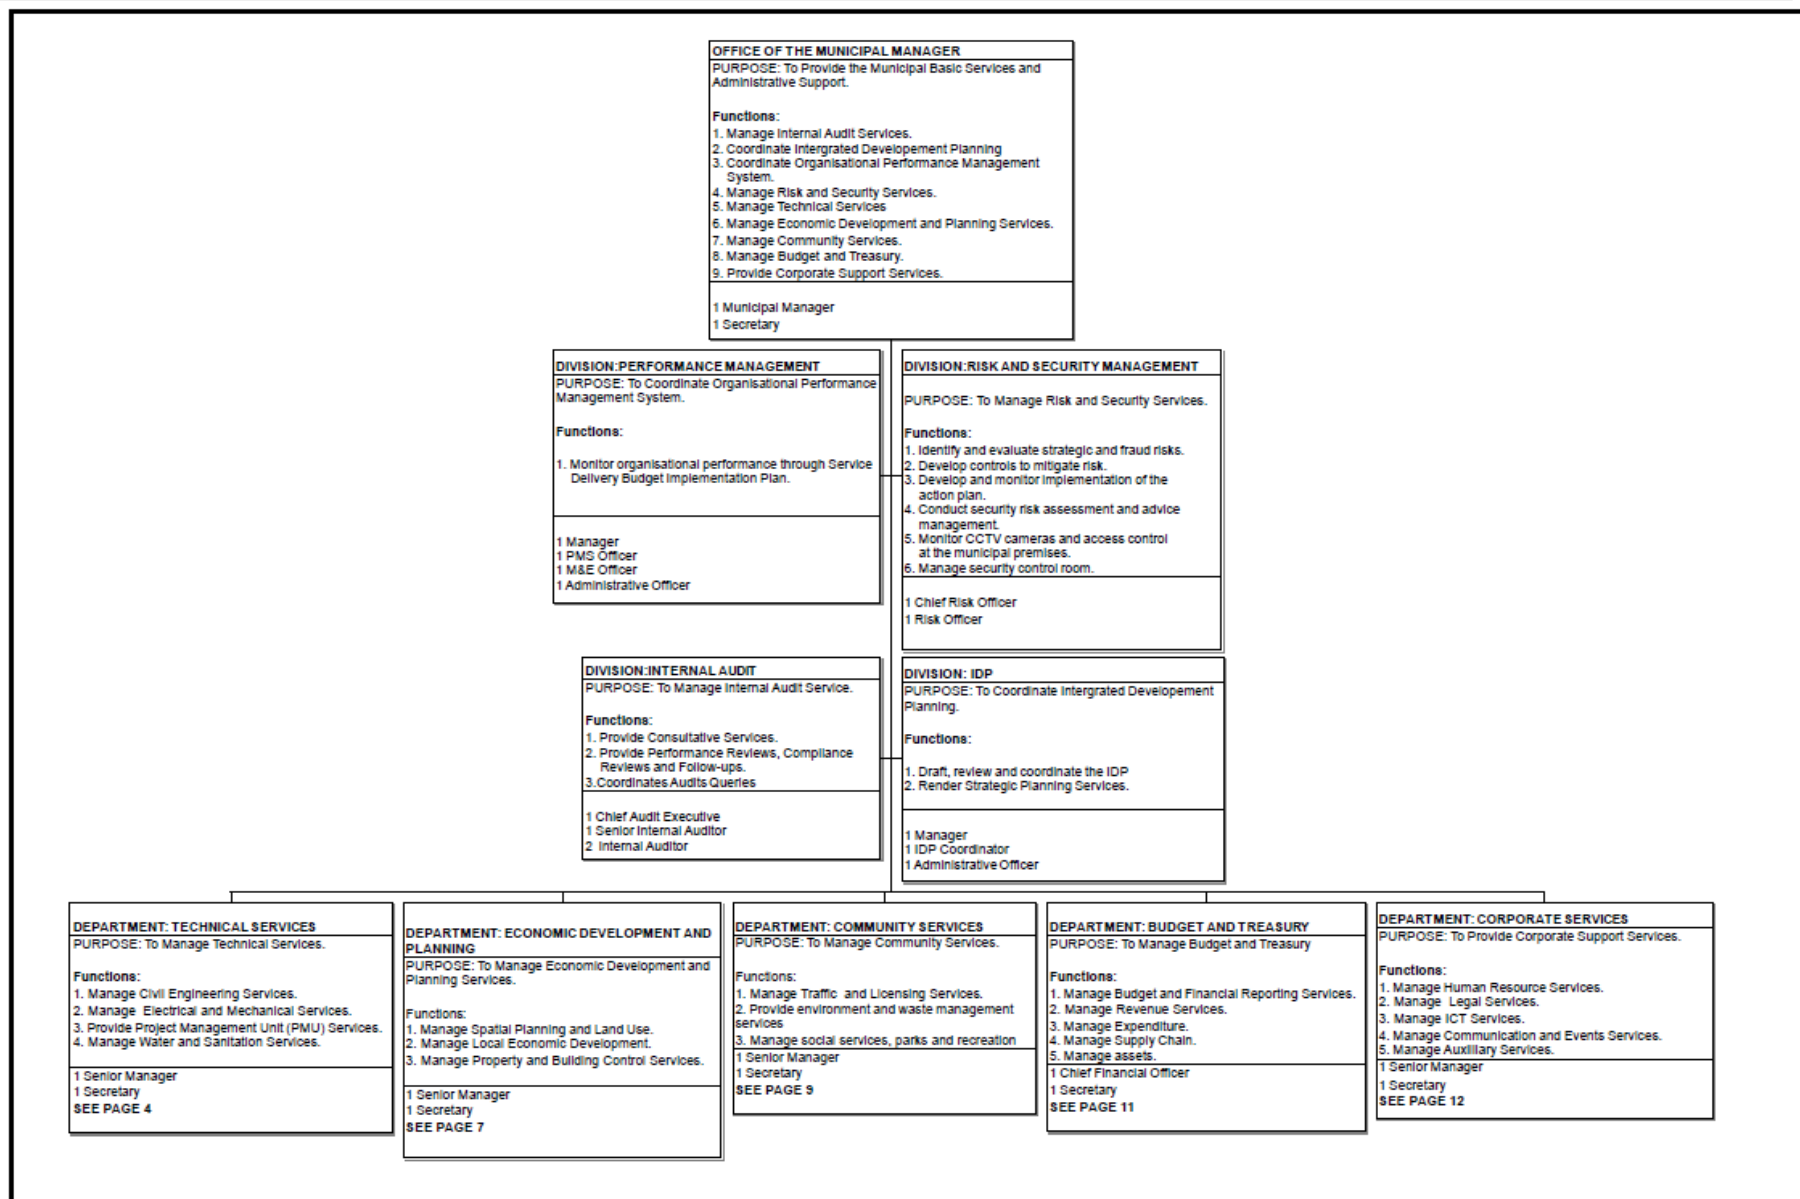 OFFICE OF THE MUNICIPAL MANAGER
PURPOSE: To Provide the Municipal Basic Services and
Administrative Support.
Functions:
1. Manage Internal Audit Services.
2. Coordinate Intergrated Developement Planning
3. Coordinate Organisational Performance Management
System.
4. Manage Risk and Security Services.
5. Manage Technical Services
6. Manage Economic Development and Planning Services.
7. Manage Community Services.
8. Manage Budget and Treasury.
9. Provide Corporate Support Services.
1 Municipal Manager
1 Secretary
DIVISION:PERFORMANCE MANAGEMENT
PURPOSE: To Coordinate Organisational Performance
Management System.
Functions:
1. Monitor organisational performance through Service
Delivery Budget Implementation Plan.
1 Manager
1 PMS Officer
1 M&E Officer
1 Administrative Officer
DIVISION:RISK AND SECURITY MANAGEMENT
PURPOSE: To Manage Risk and Security Services.
Functions:
1. Identify and evaluate strategic and fraud risks.
2. Develop controls to mitigate risk.
3. Develop and monitor implementation of the
action plan.
4. Conduct security risk assessment and advice
management.
5. Monitor CCTV cameras and access control
at the municipal premises.
6. Manage security control room.
1 Chief Risk Officer
1 Risk Officer
DIVISION:INTERNAL AUDIT
PURPOSE: To Manage Internal Audit Service.
Functions:
1. Provide Consultative Services.
2. Provide Performance Reviews, Compliance
Reviews and Follow-ups.
3.Coordinates Audits Queries
1 Chief Audit Executive
1 Senior Internal Auditor
2 Internal Auditor
DIVISION: IDP
PURPOSE: To Coordinate Intergrated Developement
Planning.
Functions:
1. Draft, review and coordinate the IDP
2. Render Strategic Planning Services.
1 Manager
1 IDP Coordinator
1 Administrative Officer
DEPARTMENT: TECHNICAL SERVICES
PURPOSE: To Manage Technical Services.
Functions:
1. Manage Civil Engineering Services.
2. Manage Electrical and Mechanical Services.
3. Provide Project Management Unit (PMU) Services.
4. Manage Water and Sanitation Services.
1 Senior Manager
1 Secretary
SEE PAGE 4
DEPARTMENT: ECONOMIC DEVELOPMENT AND
PLANNING
PURPOSE: To Manage Economic Development and
Planning Services.
Functions:
1. Manage Spatial Planning and Land Use.
2. Manage Local Economic Development.
3. Manage Property and Building Control Services.
1 Senior Manager
1 Secretary
SEE PAGE 7
DEPARTMENT: COMMUNITY SERVICES
PURPOSE: To Manage Community Services.
Functions:
1. Manage Traffic and Licensing Services.
2. Provide environment and waste management
services
3. Manage social services, parks and recreation
1 Senior Manager
1 Secretary
SEE PAGE 9
DEPARTMENT: BUDGET AND TREASURY
PURPOSE: To Manage Budget and Treasury
Functions:
1. Manage Budget and Financial Reporting Services.
2. Manage Revenue Services.
3. Manage Expenditure.
4. Manage Supply Chain.
5. Manage assets.
1 Chief Financial Officer
1 Secretary
SEE PAGE 11
DEPARTMENT: CORPORATE SERVICES
PURPOSE: To Provide Corporate Support Services.
Functions:
1. Manage Human Resource Services.
2. Manage Legal Services.
3. Manage ICT Services.
4. Manage Communication and Events Services.
5. Manage Auxiliary Services.
1 Senior Manager
1 Secretary
SEE PAGE 12